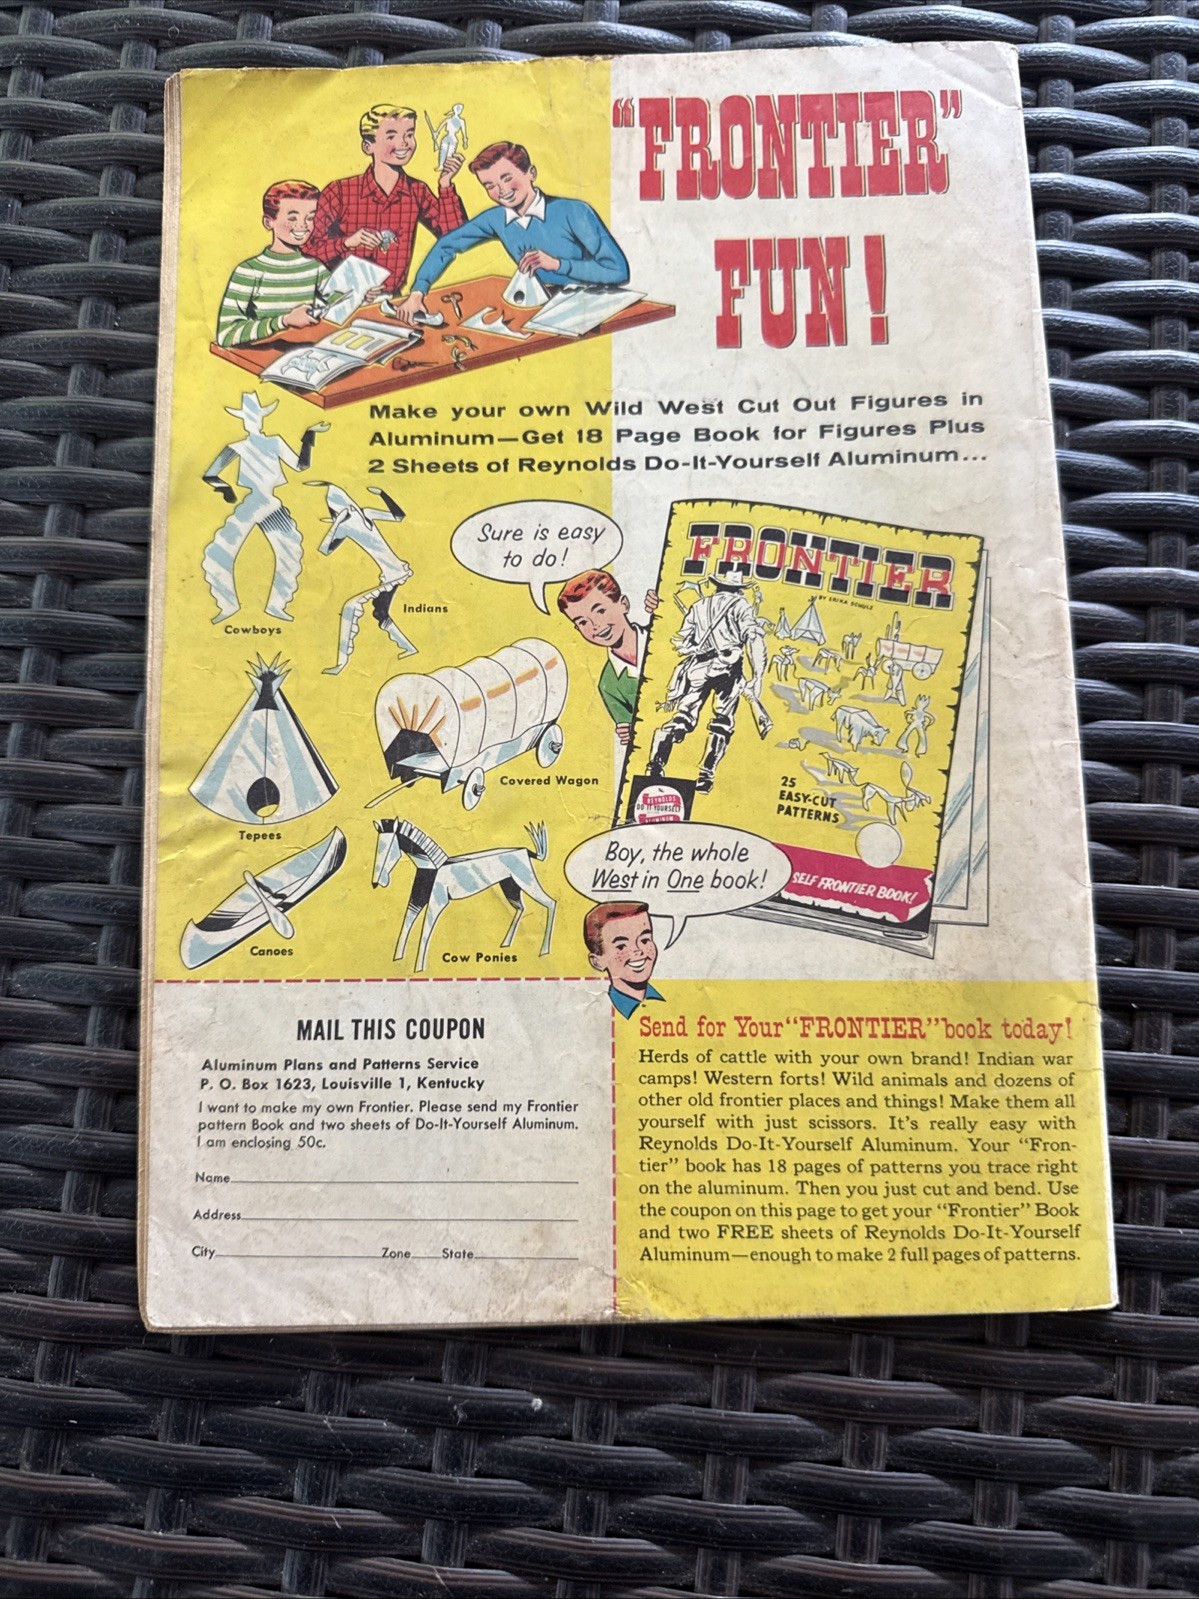 "FRONTIER"
FUN!
Make your own Wild West Cut Out Figures in
Aluminum—Get 18 Page Book for Figures Plus
2 Sheets of Reynolds Do-It-Yourself Aluminum...
Sure is easy
to do!
Cowboys
Indians
Tepees
Covered Wagon
Canoes
Cow Ponies
FRONTIER
BY ERIKA SCHULZ
25
EASY-CUT
PATTERNS
REYNOLDS
DO IT YOURSELF
ALUMINUM
SELF FRONTIER BOOK!
Boy, the whole
West in One book!
MAIL THIS COUPON
Aluminum Plans and Patterns Service
P. O. Box 1623, Louisville 1, Kentucky
I want to make my own Frontier. Please send my Frontier
pattern Book and two sheets of Do-It-Yourself Aluminum.
I am enclosing 50c.
Name
Address
City Zone State
Send for Your "FRONTIER" book today!
Herds of cattle with your own brand! Indian war
camps! Western forts! Wild animals and dozens of
other old frontier places and things! Make them all
yourself with just scissors. It's really easy with
Reynolds Do-It-Yourself Aluminum. Your "Fron-
tier" book has 18 pages of patterns you trace right
on the aluminum. Then you just cut and bend. Use
the coupon on this page to get your "Frontier" Book
and two FREE sheets of Reynolds Do-It-Yourself
Aluminum—enough to make 2 full pages of patterns.